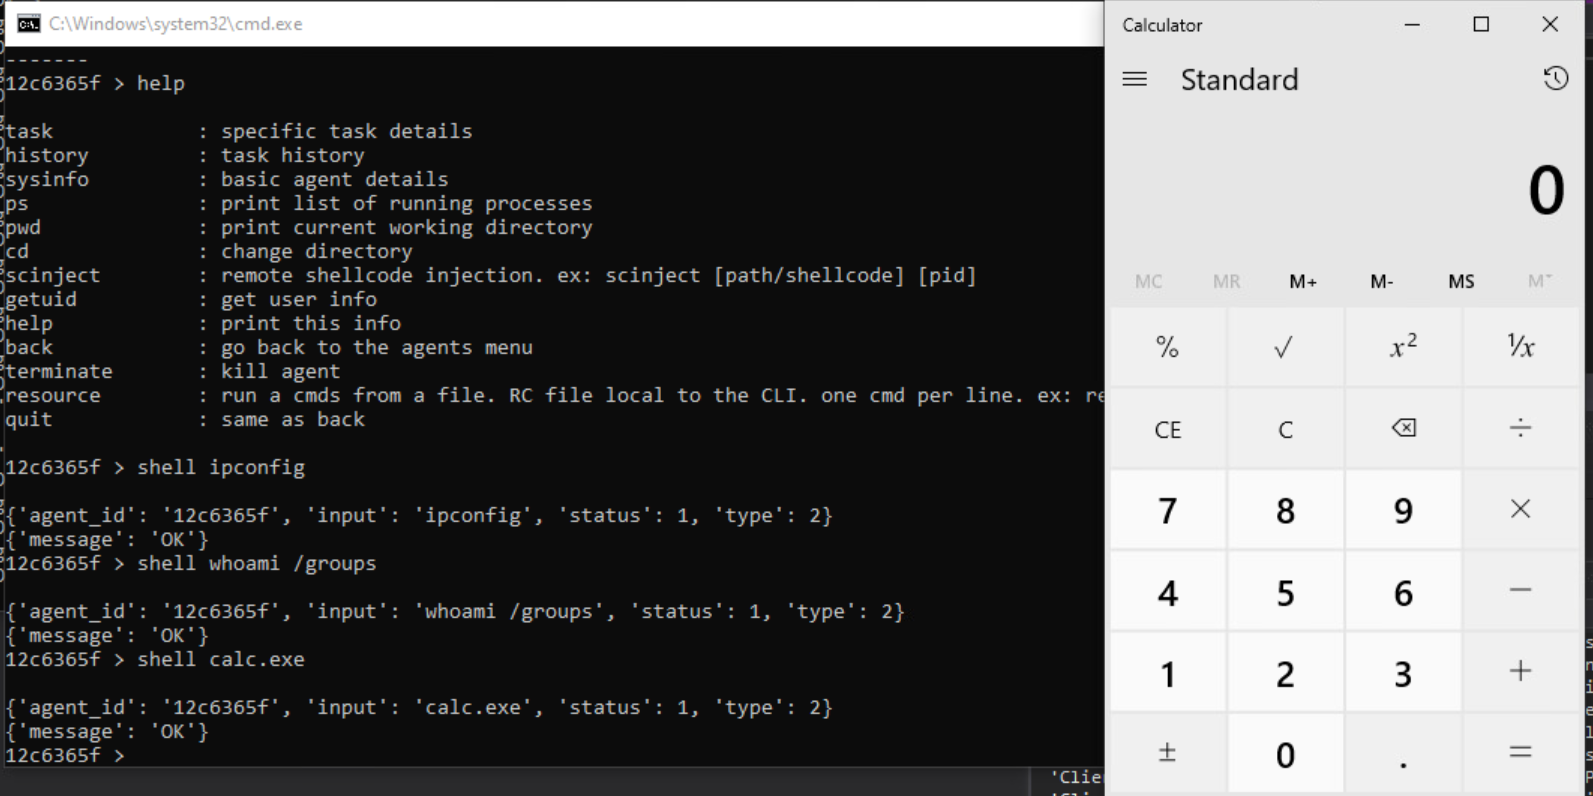 C:\Windows\system32\cmd.exe
-------
12c6365f > help
task : specific task details
history : task history
sysinfo : basic agent details
ps : print list of running processes
pwd : print current working directory
cd : change directory
scinject : remote shellcode injection. ex: scinject [path/shellcode] [pid]
getuid : get user info
help : print this info
back : go back to the agents menu
terminate : kill agent
resource : run a cmds from a file. RC file local to the CLI. one cmd per line. ex: re
quit : same as back
12c6365f > shell ipconfig
{'agent_id': '12c6365f', 'input': 'ipconfig', 'status': 1, 'type': 2}
{'message': 'OK'}
12c6365f > shell whoami /groups
{'agent_id': '12c6365f', 'input': 'whoami /groups', 'status': 1, 'type': 2}
{'message': 'OK'}
12c6365f > shell calc.exe
{'agent_id': '12c6365f', 'input': 'calc.exe', 'status': 1, 'type': 2}
{'message': 'OK'}
12c6365f >
'Clie
Calculator
Standard
0
MC MR M+ M- MS M˅
% √ x² ¹/x
CE C ⌫ ÷
7 8 9 ×
4 5 6 −
1 2 3 +
± 0 . =